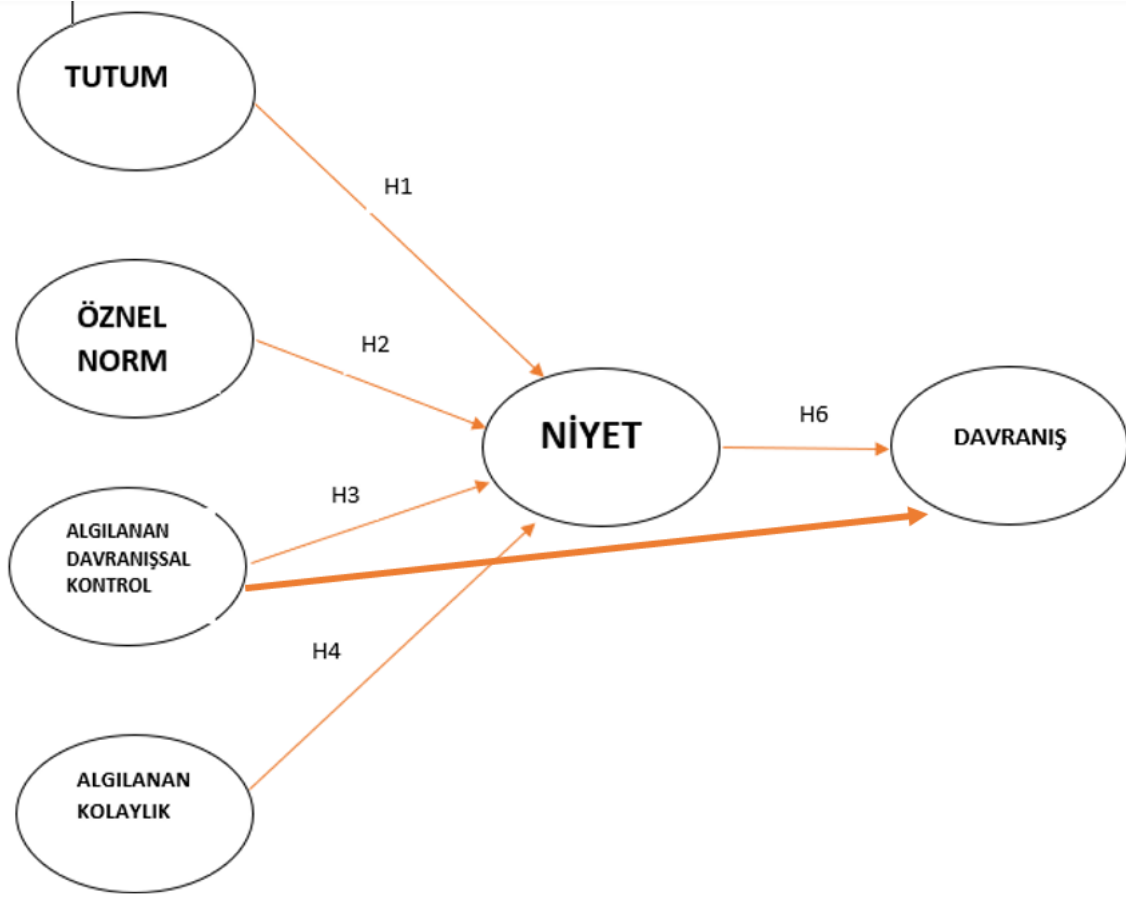 TUTUM
H1
ÖZNEL
NORM
H2
NİYET
H6
DAVRANIŞ
H3
ALGILANAN
DAVRANIŞSAL
KONTROL
H4
ALGILANAN
KOLAYLIK